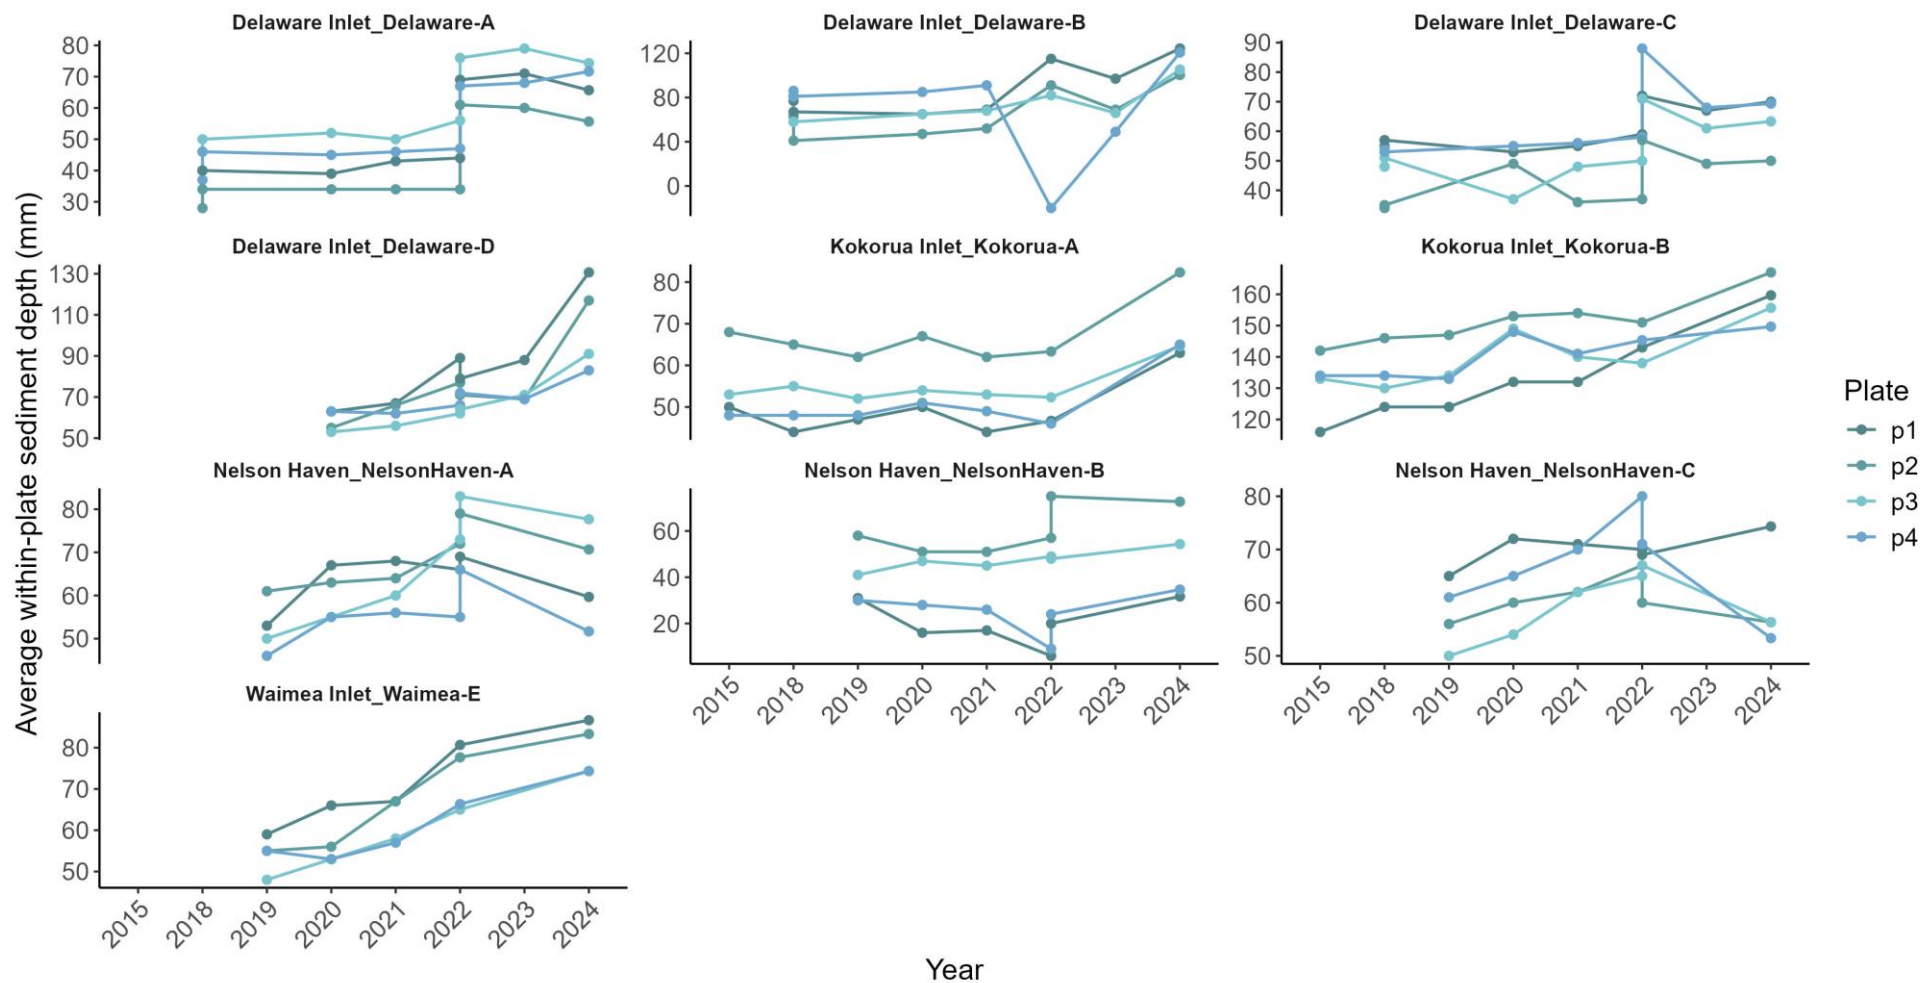 Delaware Inlet_Delaware-A
Delaware Inlet_Delaware-B
Delaware Inlet_Delaware-C
80
70
60
50
40
30
120
80
40
0
90
80
70
60
50
40
Delaware Inlet_Delaware-D
Kokorua Inlet_Kokorua-A
Kokorua Inlet_Kokorua-B
130
110
90
70
50
80
70
60
50
160
150
140
130
120
Nelson Haven_NelsonHaven-A
Nelson Haven_NelsonHaven-B
Nelson Haven_NelsonHaven-C
80
70
60
50
60
40
20
80
70
60
50
2015 2018 2019 2020 2021 2022 2023 2024
2015 2018 2019 2020 2021 2022 2023 2024
Waimea Inlet_Waimea-E
80
70
60
50
2015 2018 2019 2020 2021 2022 2023 2024
Average within-plate sediment depth (mm)
Year
Plate
p1
p2
p3
p4